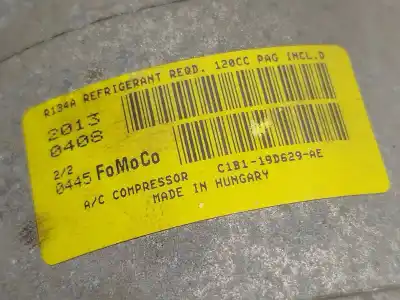 R134A REFRIGERANT REQD. 120CC PAG INCL.D
2013
0408
2/2
0445 FoMoCo
C1B1-19D629-AE
A/C COMPRESSOR
MADE IN HUNGARY